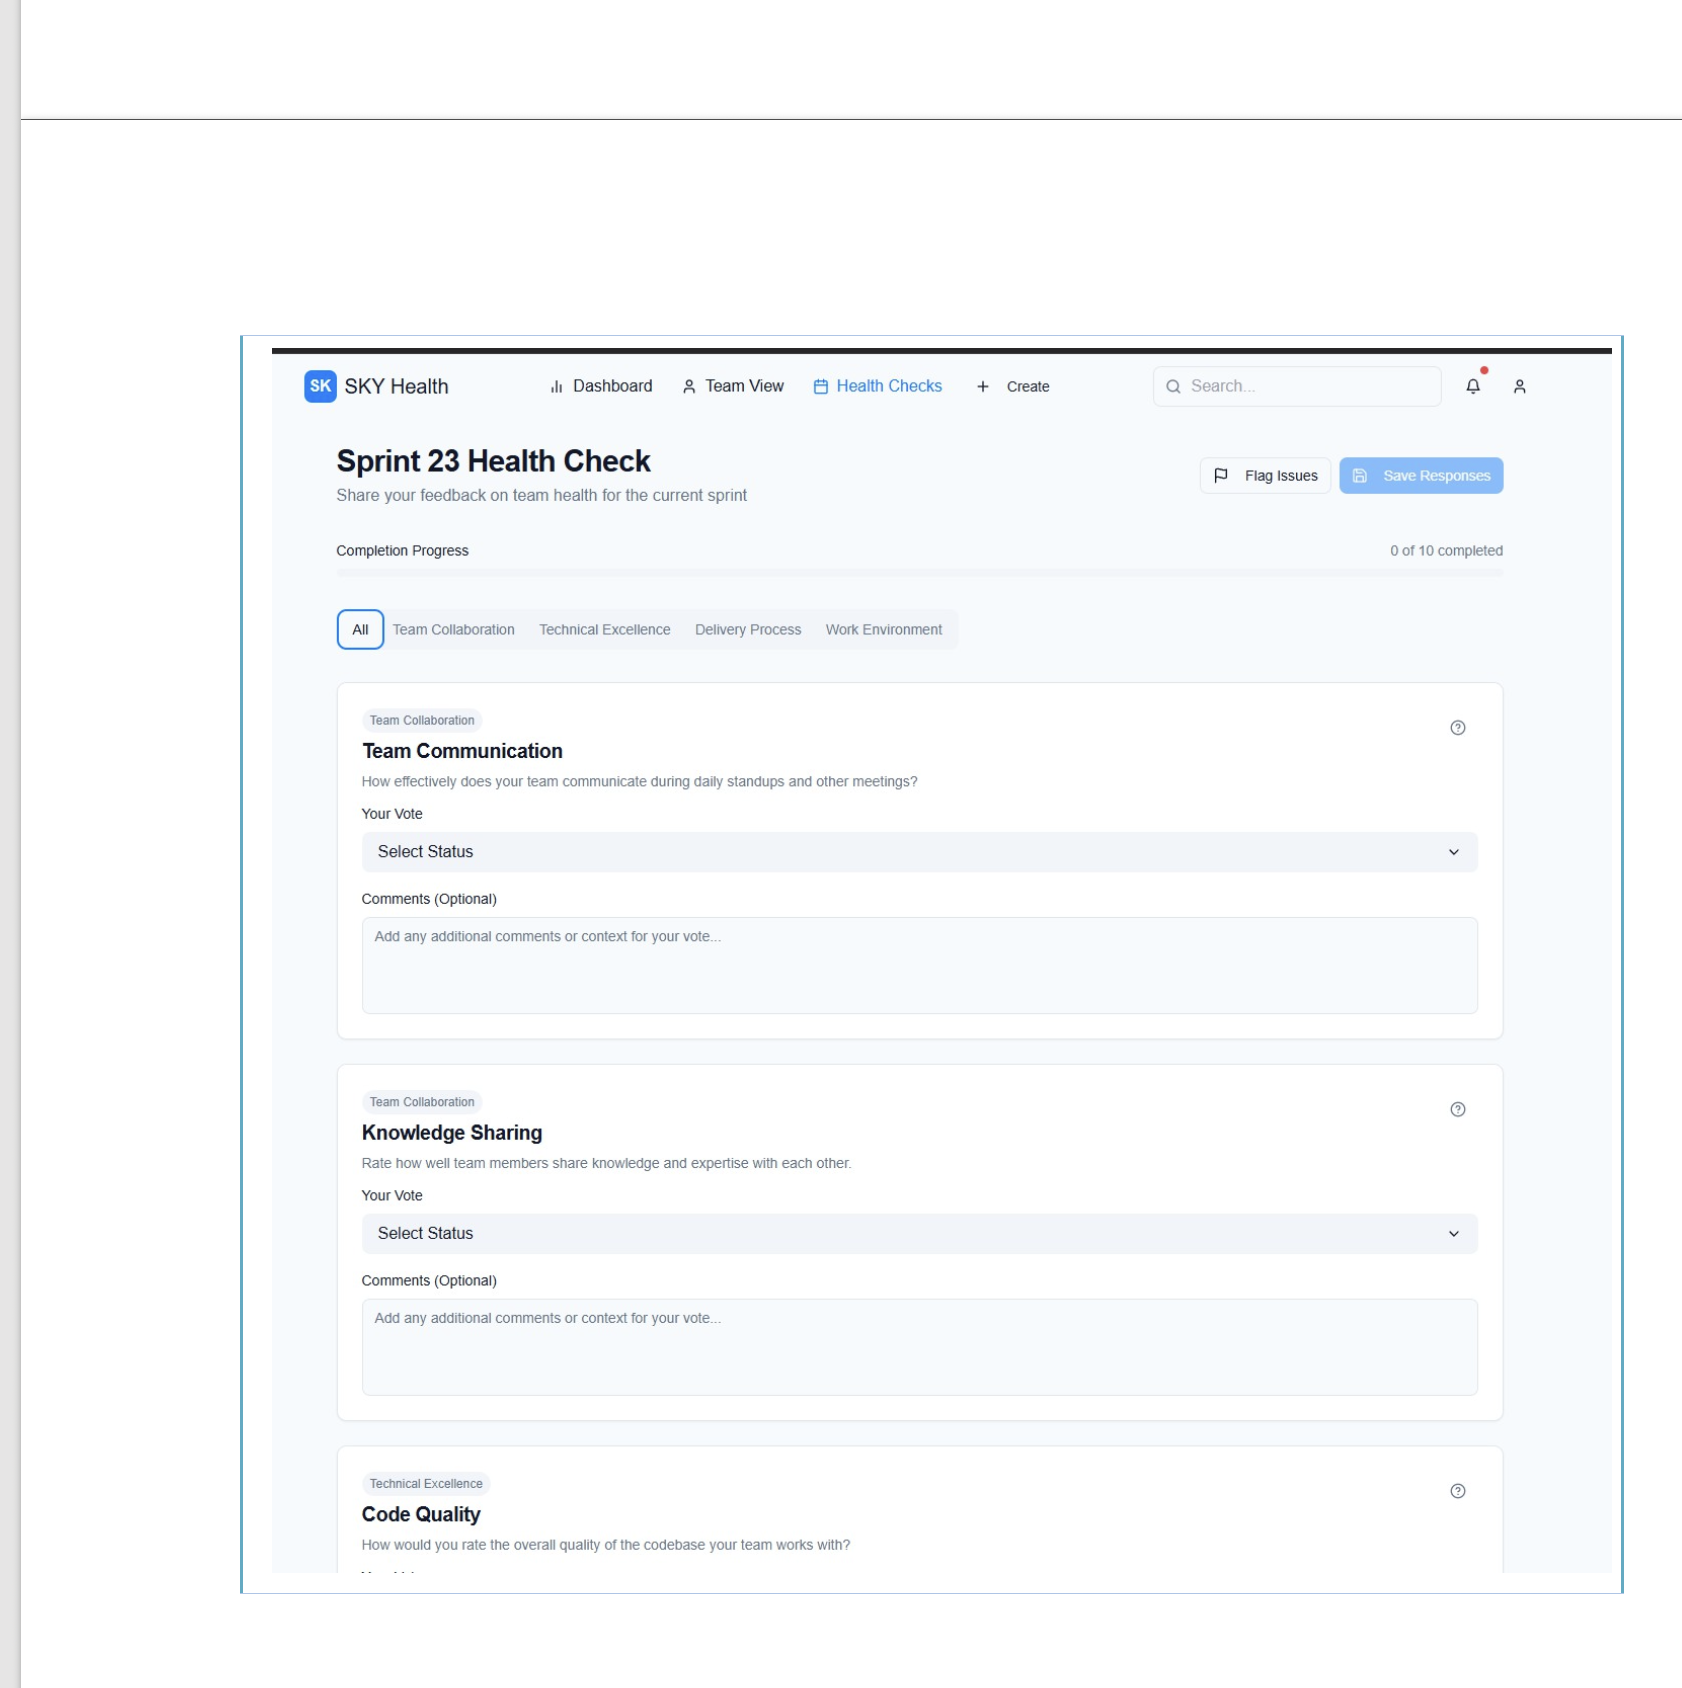 SK SKY Health Dashboard Team View Health Checks Create Search...
Sprint 23 Health Check
Share your feedback on team health for the current sprint
Flag Issues Save Responses
Completion Progress 0 of 10 completed
All Team Collaboration Technical Excellence Delivery Process Work Environment
Team Collaboration
Team Communication
How effectively does your team communicate during daily standups and other meetings?
Your Vote
Select Status
Comments (Optional)
Add any additional comments or context for your vote...
Team Collaboration
Knowledge Sharing
Rate how well team members share knowledge and expertise with each other.
Your Vote
Select Status
Comments (Optional)
Add any additional comments or context for your vote...
Technical Excellence
Code Quality
How would you rate the overall quality of the codebase your team works with?